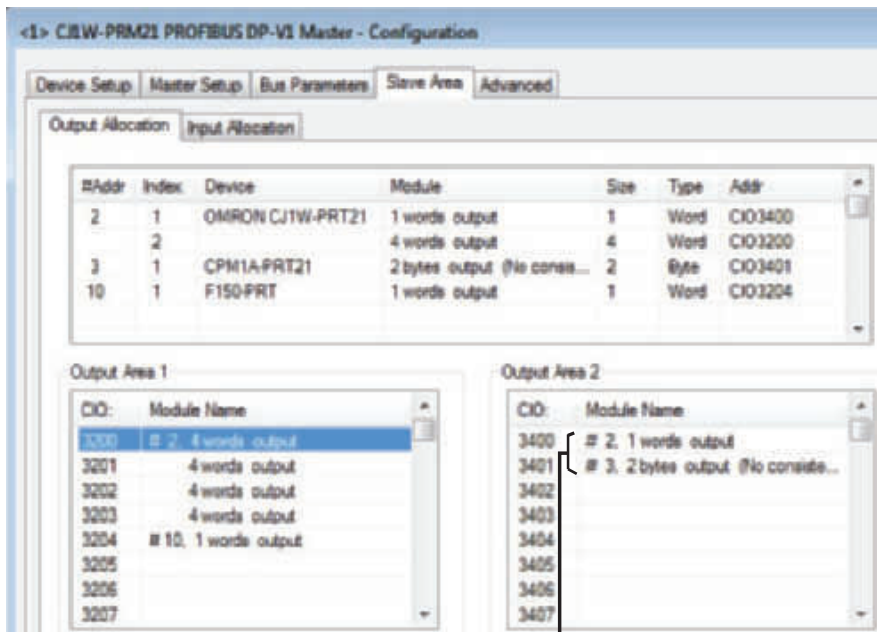 <1> CJ1W-PRM21 PROFIBUS DP-V1 Master - Configuration
Device Setup Master Setup Bus Parameters Slave Area Advanced
Output Allocation Input Allocation
#Addr Index Device Module Size Type Addr
2 1 OMRON CJ1W-PRT21 1 words output 1 Word CIO3400
2 4 words output 4 Word CIO3200
3 1 CPM1A-PRT21 2 bytes output (No consis... 2 Byte CIO3401
10 1 F150-PRT 1 words output 1 Word CIO3204
Output Area 1
CIO: Module Name
3200 # 2, 4 words output
3201 4 words output
3202 4 words output
3203 4 words output
3204 # 10, 1 words output
3205
3206
3207
Output Area 2
CIO: Module Name
3400 # 2, 1 words output
3401 # 3, 2 bytes output (No consiste...
3402
3403
3404
3405
3406
3407